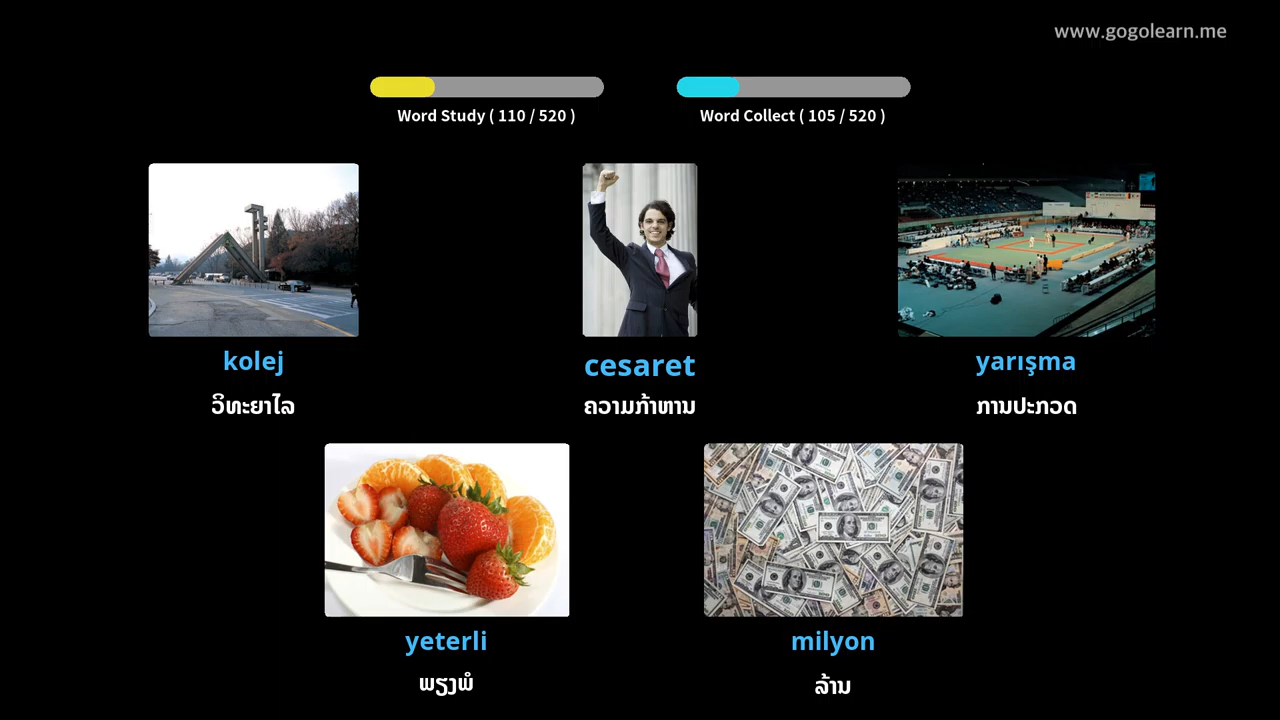 www.gogolearn.me
Word Study ( 110 / 520 )
Word Collect ( 105 / 520 )
kolej
cesaret
yarışma
ວິທະຍາໄລ
ຄວາມກ້າຫານ
ການປະກວດ
yeterli
milyon
ພຽງພໍ
ລ້ານ